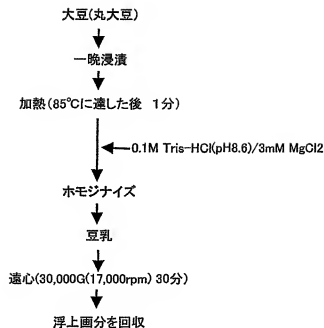 大豆(丸大豆)
一晩浸漬
加熱(85℃に達した後 1分)
0.1M Tris-HCl(pH8.6)/3mM MgCl2
ホモジナイズ
豆乳
遠心(30,000G(17,000rpm) 30分)
浮上画分を回収